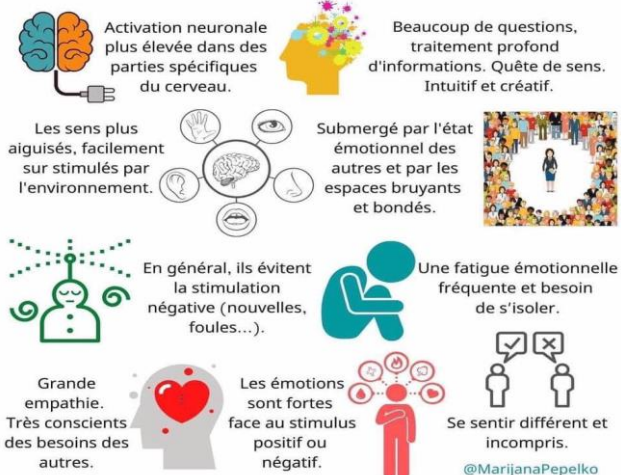 Activation neuronale
plus élevée dans des
parties spécifiques
du cerveau.
Beaucoup de questions,
traitement profond
d'informations. Quête de sens.
Intuitif et créatif.
Les sens plus
aiguisés, facilement
sur stimulés par
l'environnement.
Submergé par l'état
émotionnel des
autres et par les
espaces bruyants
et bondés.
En général, ils évitent
la stimulation
négative (nouvelles,
foules...).
Une fatigue émotionnelle
fréquente et besoin
de s'isoler.
Grande
empathie.
Très conscients
des besoins des
autres.
Les émotions
sont fortes
face au stimulus
positif ou
négatif.
Se sentir différent et
incompris.
@MarijanaPepelko